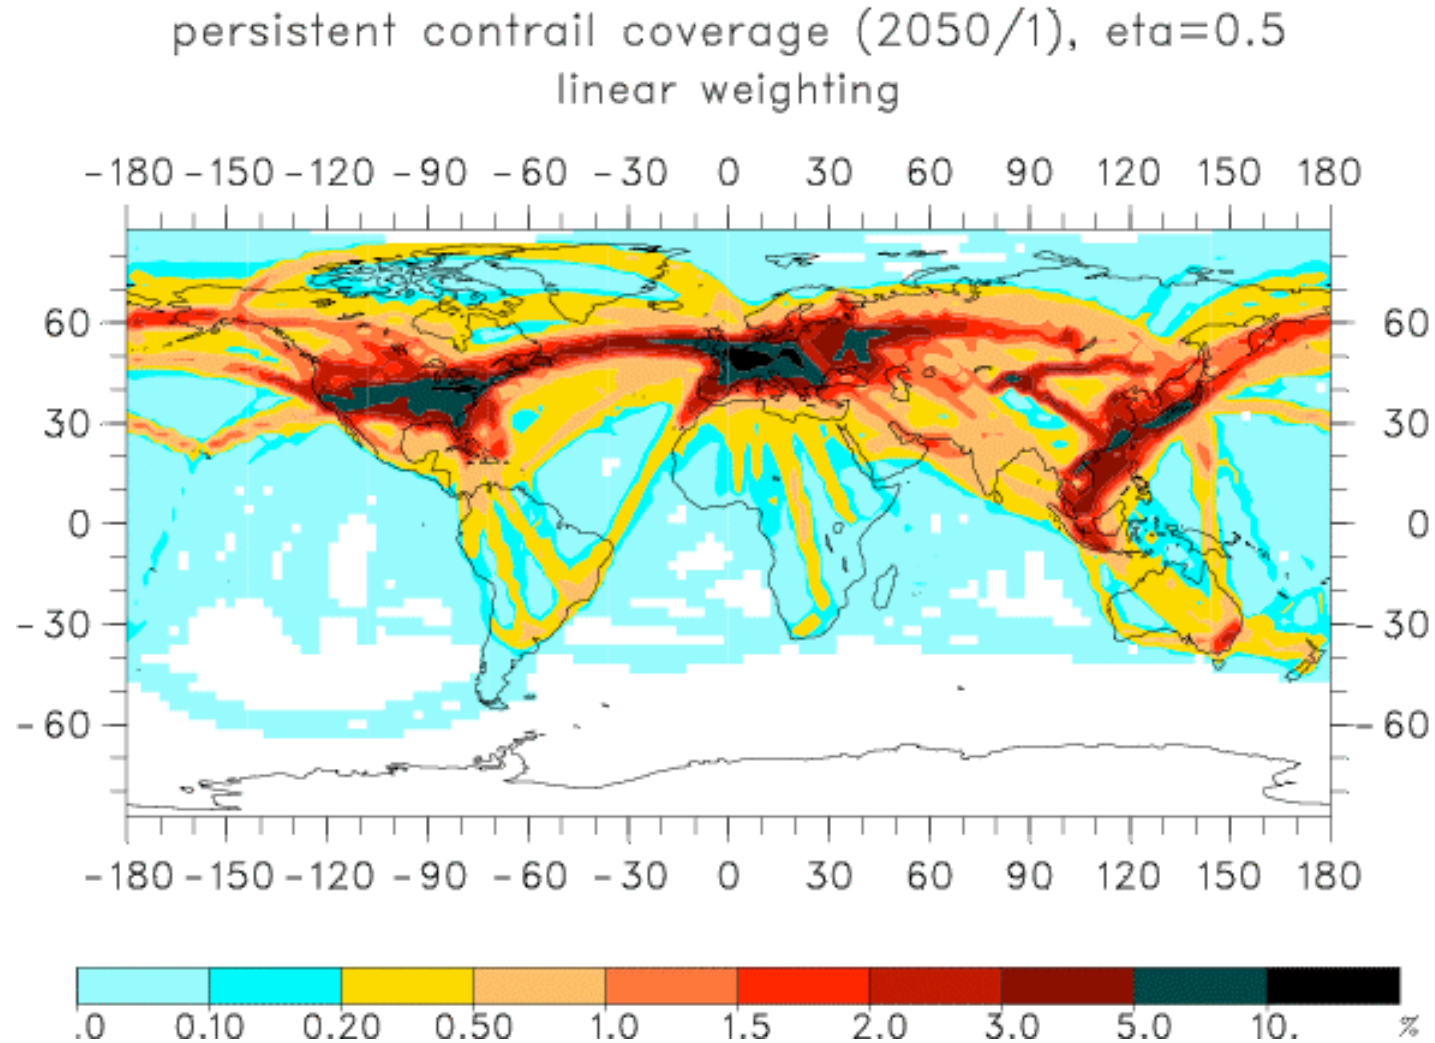 persistent contrail coverage (2050/1), eta=0.5
linear weighting
-180 -150 -120 -90 -60 -30 0 30 60 90 120 150 180
60 60
30 30
0 0
-30 -30
-60 -60
-180 -150 -120 -90 -60 -30 0 30 60 90 120 150 180
.0 0.10 0.20 0.50 1.0 1.5 2.0 3.0 5.0 10. %